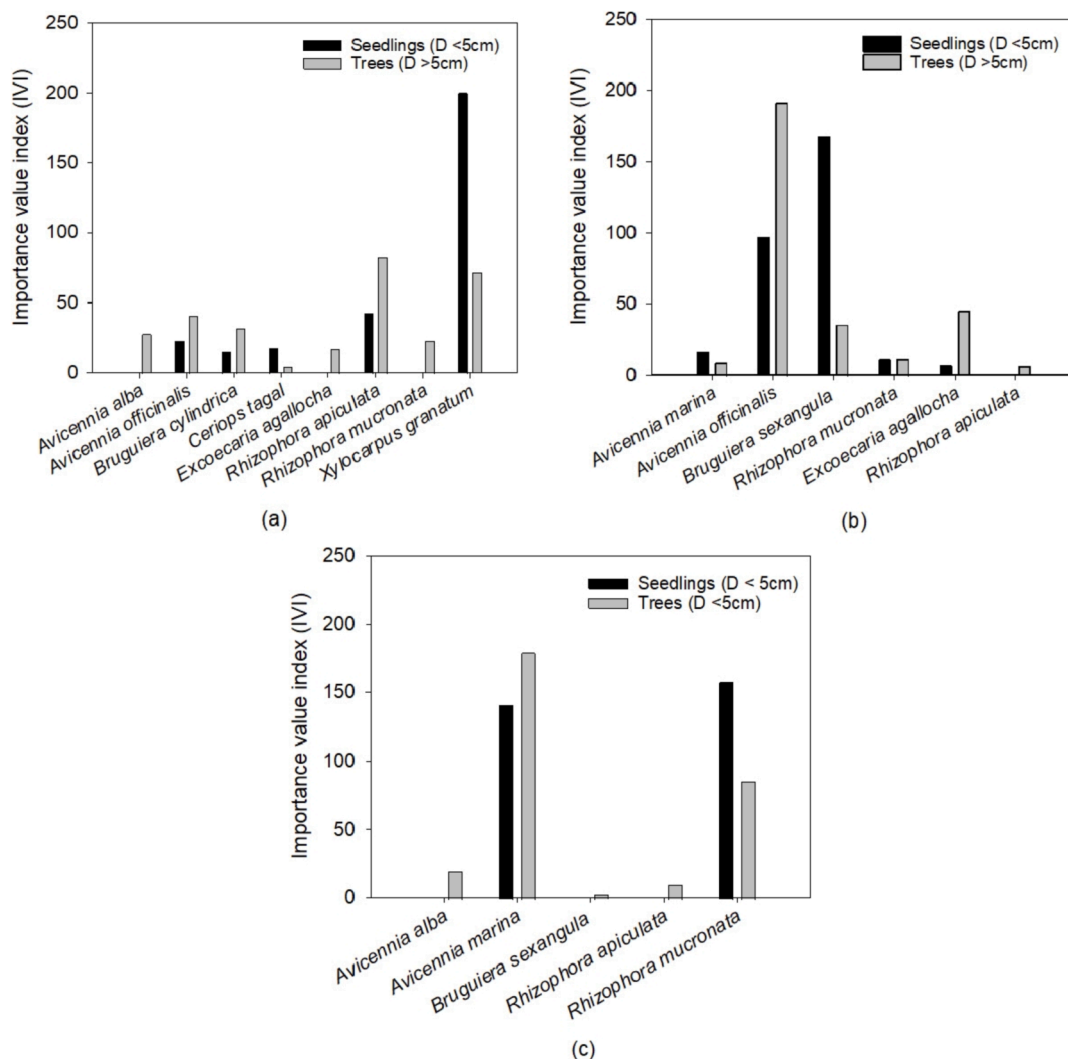 250
200
150
100
50
0
Importance value index (IVI)
Seedlings (D <5cm)
Trees (D >5cm)
Avicennia alba
Avicennia officinalis
Bruguiera cylindrica
Ceriops tagal
Excoecaria agallocha
Rhizophora apiculata
Rhizophora mucronata
Xylocarpus granatum
(a)
250
200
150
100
50
0
Importance value index (IVI)
Seedlings (D <5cm)
Trees (D >5cm)
Avicennia marina
Avicennia officinalis
Bruguiera sexangula
Rhizophora mucronata
Excoecaria agallocha
Rhizophora apiculata
(b)
250
200
150
100
50
0
Importance value index (IVI)
Seedlings (D < 5cm)
Trees (D <5cm)
Avicennia alba
Avicennia marina
Bruguiera sexangula
Rhizophora apiculata
Rhizophora mucronata
(c)